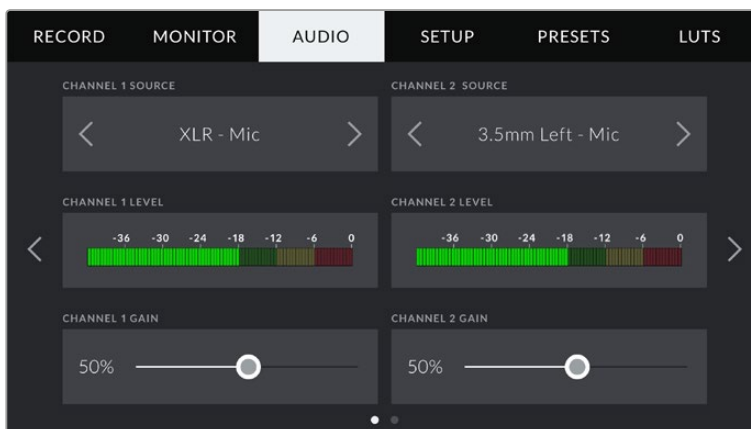 RECORD MONITOR AUDIO SETUP PRESETS LUTS
CHANNEL 1 SOURCE CHANNEL 2 SOURCE
XLR - Mic 3.5mm Left - Mic
CHANNEL 1 LEVEL CHANNEL 2 LEVEL
-36 -30 -24 -18 -12 -6 0 -36 -30 -24 -18 -12 -6 0
CHANNEL 1 GAIN CHANNEL 2 GAIN
50% 50%